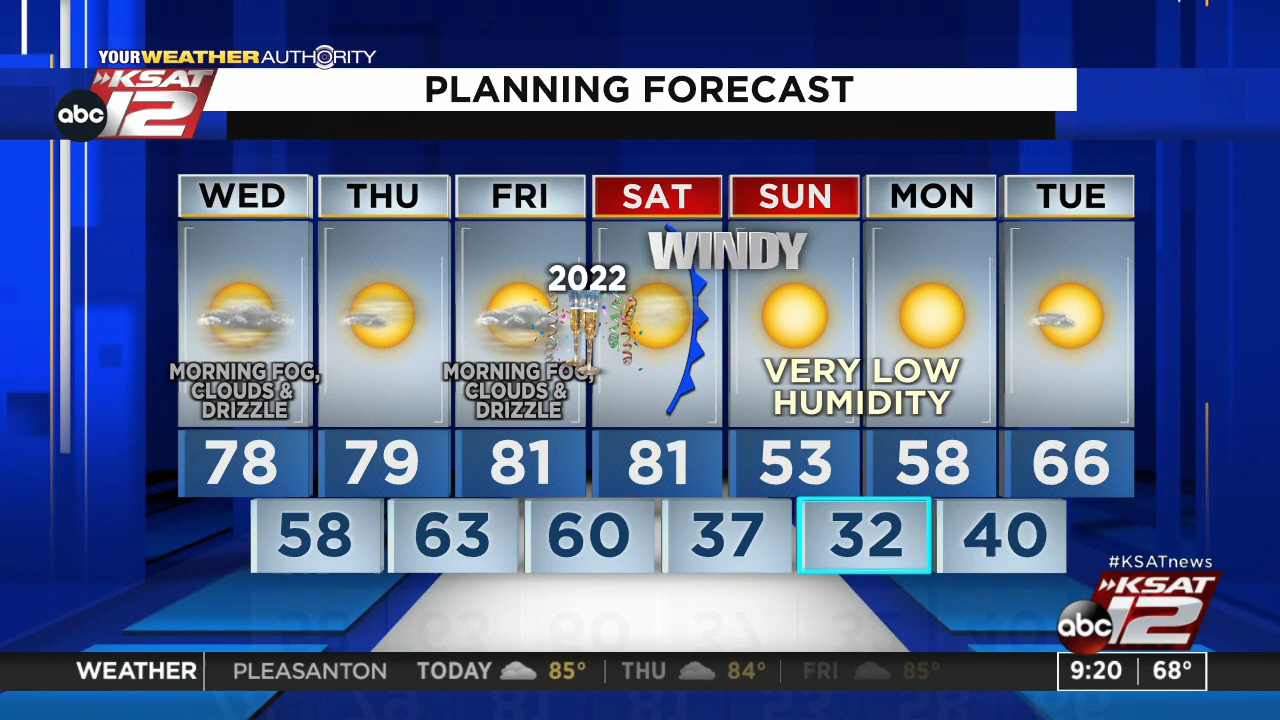 YOURWEATHERAUTHORITY
KSAT
abc 12
PLANNING FORECAST
WED THU FRI SAT SUN MON TUE
WINDY
2022
MORNING FOG,
CLOUDS &
DRIZZLE
MORNING FOG,
CLOUDS &
DRIZZLE
VERY LOW
HUMIDITY
78 79 81 81 53 58 66
58 63 60 37 32 40
#KSATnews
KSAT
abc 12
WEATHER PLEASANTON TODAY 85° THU 84° FRI 85° 9:20 68°